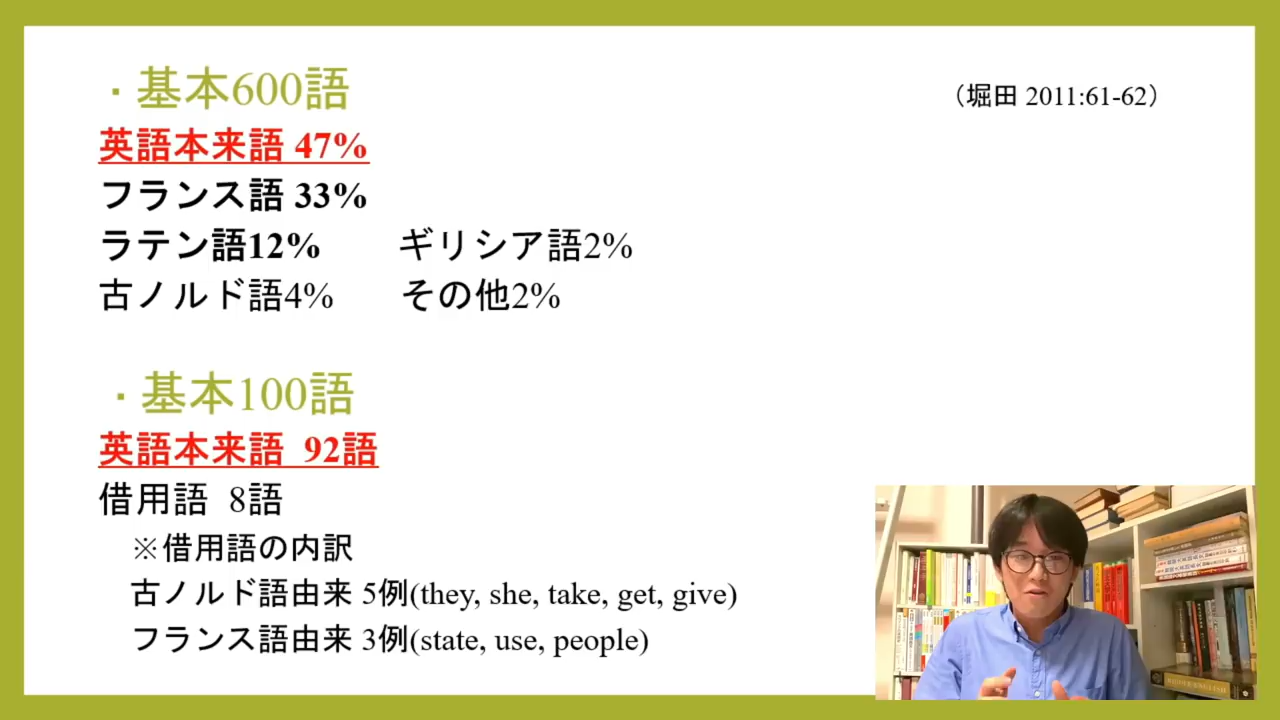 ・基本600語
（堀田 2011:61-62）
英語本来語 47%
フランス語 33%
ラテン語12% ギリシア語2%
古ノルド語4% その他2%
・基本100語
英語本来語 92語
借用語 8語
※借用語の内訳
古ノルド語由来 5例(they, she, take, get, give)
フランス語由来 3例(state, use, people)